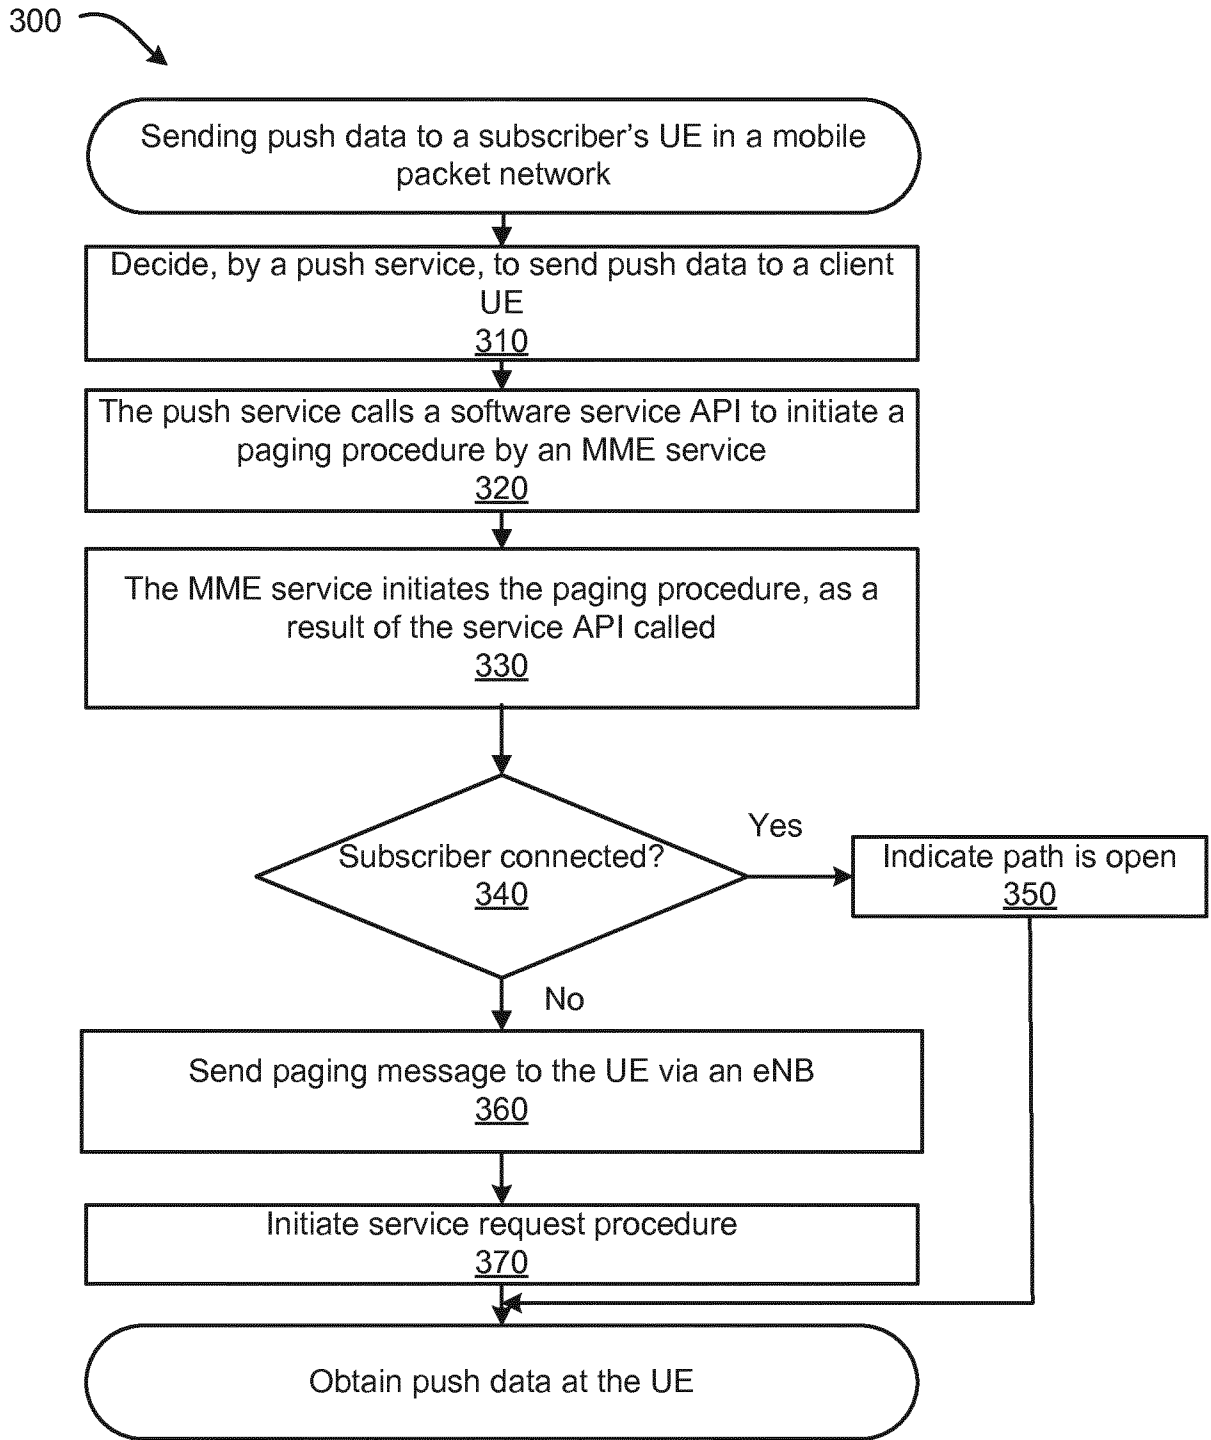 300
Sending push data to a subscriber's UE in a mobile
packet network
Decide, by a push service, to send push data to a client
UE
310
The push service calls a software service API to initiate a
paging procedure by an MME service
320
The MME service initiates the paging procedure, as a
result of the service API called
330
Subscriber connected?
340
Yes
Indicate path is open
350
No
Send paging message to the UE via an eNB
360
Initiate service request procedure
370
Obtain push data at the UE